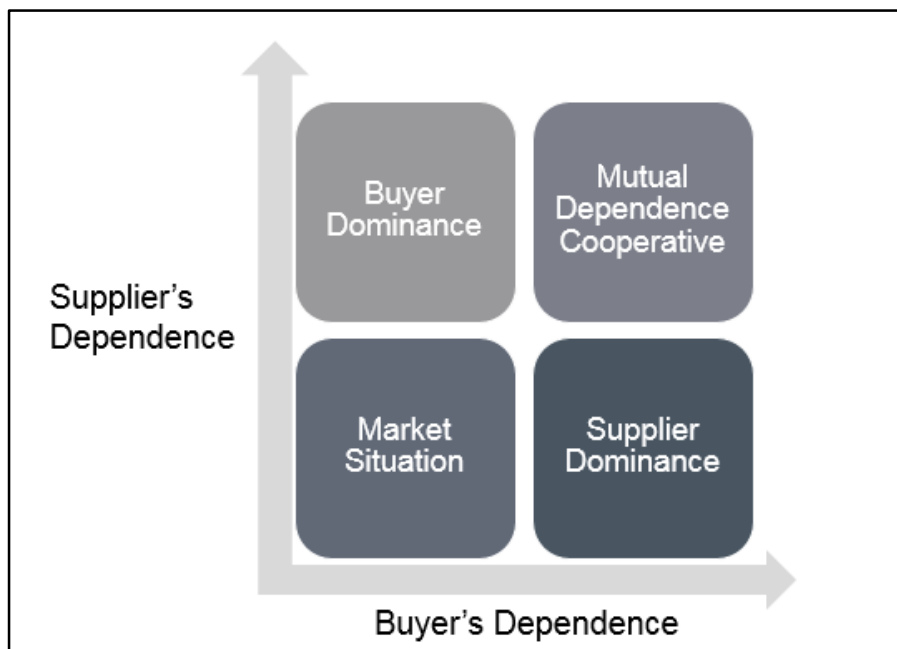 Buyer
Dominance
Mutual
Dependence
Cooperative
Supplier’s
Dependence
Market
Situation
Supplier
Dominance
Buyer’s Dependence